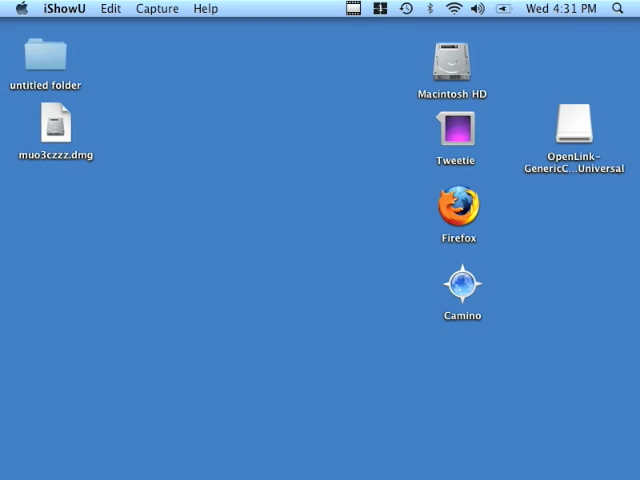 iShowU Edit Capture Help Wed 4:31 PM
untitled folder
muo3czzz.dmg
Macintosh HD
Tweetie
OpenLink-
GenericC...Universal
Firefox
Camino